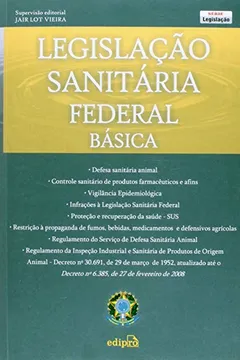 Supervisão editorial
JAIR LOT VIEIRA
Legislação
LEGISLAÇÃO
SANITÁRIA
FEDERAL
BÁSICA
• Defesa sanitária animal
• Controle sanitário de produtos farmacêuticos e afins
• Vigilância Epidemiológica
• Infrações à Legislação Sanitária Federal
• Proteção e recuperação da saúde - SUS
• Restrição à propaganda de fumos, bebidas, medicamentos e defensivos agrícolas
• Regulamento do Serviço de Defesa Sanitária Animal
• Regulamento da Inspeção Industrial e Sanitária de Produtos de Origem
Animal - Decreto nº 30.691, de 29 de março de 1952, atualizado até o
Decreto nº 6.385, de 27 de fevereiro de 2008
edipro